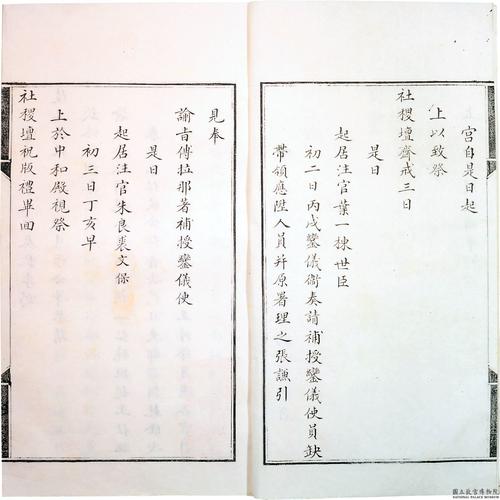 宮自是日起
上以致祭
社稷壇齋戒三日
是日
起居注官葉一棟世臣
初二日丙戌鑾儀衛奏請補授鑾儀使員缺
帶領應陞人員并原署理之張謙引
見奉
諭旨傅拉那著補授鑾儀使
是日
起居注官朱良裘文保
初三日丁亥早
上於中和殿視祭
社稷壇祝版禮畢回
國立故宮博物院
NATIONAL PALACE MUSEUM